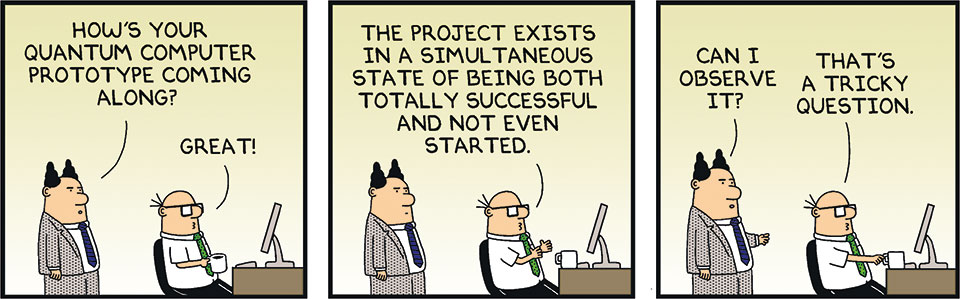 HOW'S YOUR
QUANTUM COMPUTER
PROTOTYPE COMING
ALONG?
GREAT!
THE PROJECT EXISTS
IN A SIMULTANEOUS
STATE OF BEING BOTH
TOTALLY SUCCESSFUL
AND NOT EVEN
STARTED.
CAN I
OBSERVE
IT?
THAT'S
A TRICKY
QUESTION.